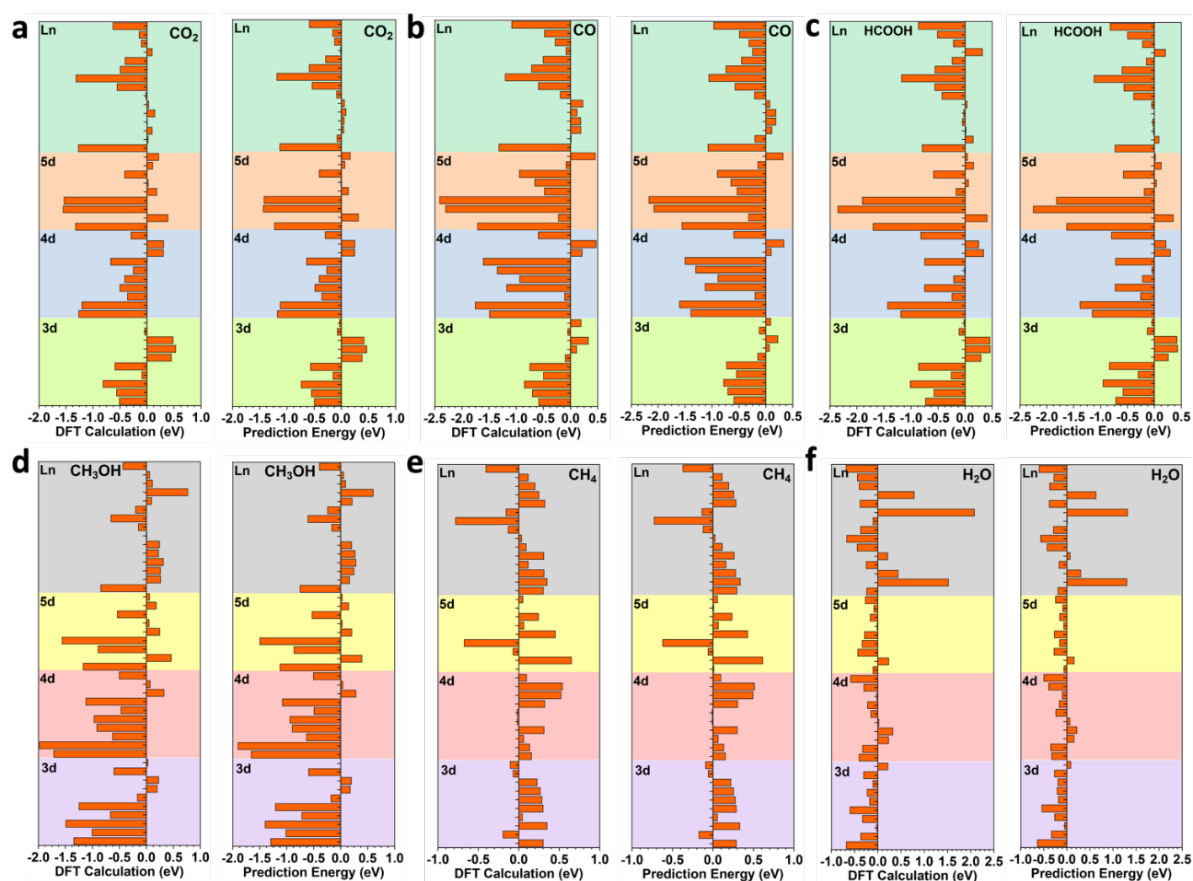 a
Ln
CO2
5d
4d
3d
-2.0 -1.5 -1.0 -0.5 0.0 0.5 1.0
DFT Calculation (eV)
Ln
CO2
5d
4d
3d
-2.0 -1.5 -1.0 -0.5 0.0 0.5 1.0
Prediction Energy (eV)
b
Ln
CO
5d
4d
3d
-2.5 -2.0 -1.5 -1.0 -0.5 0.0 0.5
DFT Calculation (eV)
Ln
CO
5d
4d
3d
-2.5 -2.0 -1.5 -1.0 -0.5 0.0 0.5
Prediction Energy (eV)
c
Ln HCOOH
5d
4d
3d
-2.5 -2.0 -1.5 -1.0 -0.5 0.0 0.5
DFT Calculation (eV)
Ln HCOOH
5d
4d
3d
-2.5 -2.0 -1.5 -1.0 -0.5 0.0 0.5
Prediction Energy (eV)
d
Ln CH3OH
5d
4d
3d
-2.0 -1.5 -1.0 -0.5 0.0 0.5 1.0
DFT Calculation (eV)
Ln CH3OH
5d
4d
3d
-2.0 -1.5 -1.0 -0.5 0.0 0.5 1.0
Prediction Energy (eV)
e
Ln
CH4
5d
4d
3d
-1.0 -0.5 0.0 0.5 1.0
DFT Calculation (eV)
Ln
CH4
5d
4d
3d
-1.0 -0.5 0.0 0.5 1.0
Prediction Energy (eV)
f
Ln
H2O
5d
4d
3d
-1.0 -0.5 0.0 0.5 1.0 1.5 2.0 2.5
DFT Calculation (eV)
Ln
H2O
5d
4d
3d
-1.0 -0.5 0.0 0.5 1.0 1.5 2.0 2.5
Prediction Energy (eV)